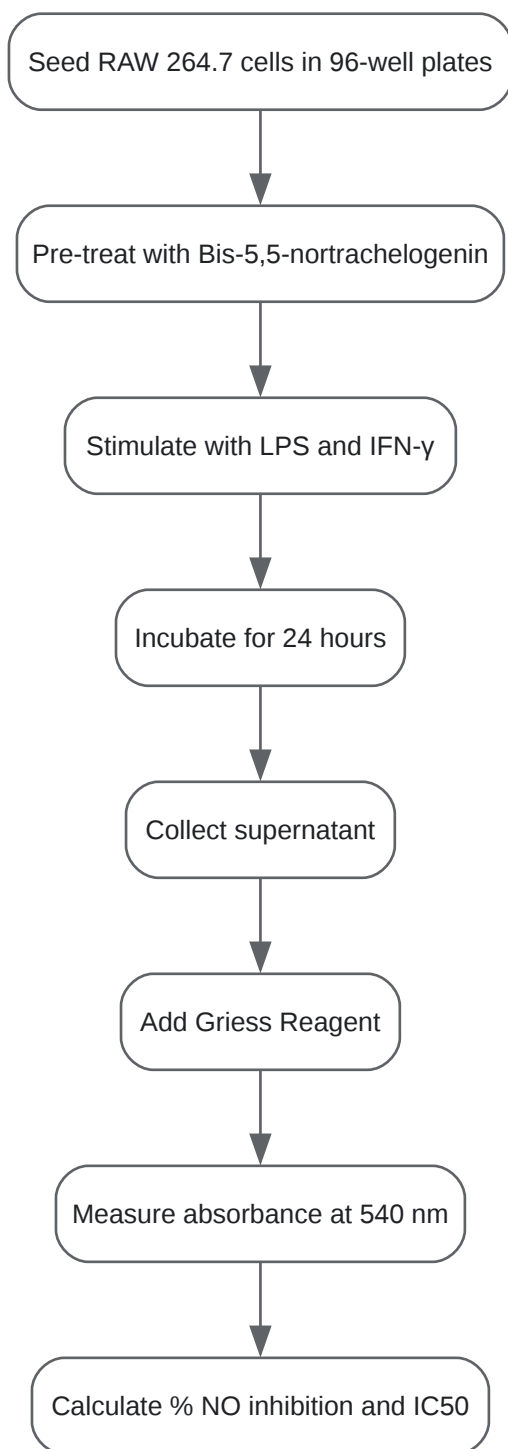 Seed RAW 264.7 cells in 96-well plates
Pre-treat with Bis-5,5-nortrachelogenin
Stimulate with LPS and IFN-γ
Incubate for 24 hours
Collect supernatant
Add Griess Reagent
Measure absorbance at 540 nm
Calculate % NO inhibition and IC50